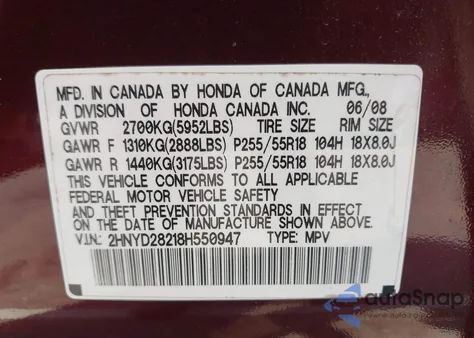 MFD. IN CANADA BY HONDA OF CANADA MFG.,
A DIVISION OF HONDA CANADA INC. 06/08
GVWR 2700KG(5952LBS) TIRE SIZE RIM SIZE
GAWR F 1310KG(2888LBS) P255/55R18 104H 18X8.0J
GAWR R 1440KG(3175LBS) P255/55R18 104H 18X8.0J
THIS VEHICLE CONFORMS TO ALL APPLICABLE
FEDERAL MOTOR VEHICLE SAFETY
AND THEFT PREVENTION STANDARDS IN EFFECT
ON THE DATE OF MANUFACTURE SHOWN ABOVE.
V.I.N: 2HNYD28218H550947 TYPE: MPV
autoSnap